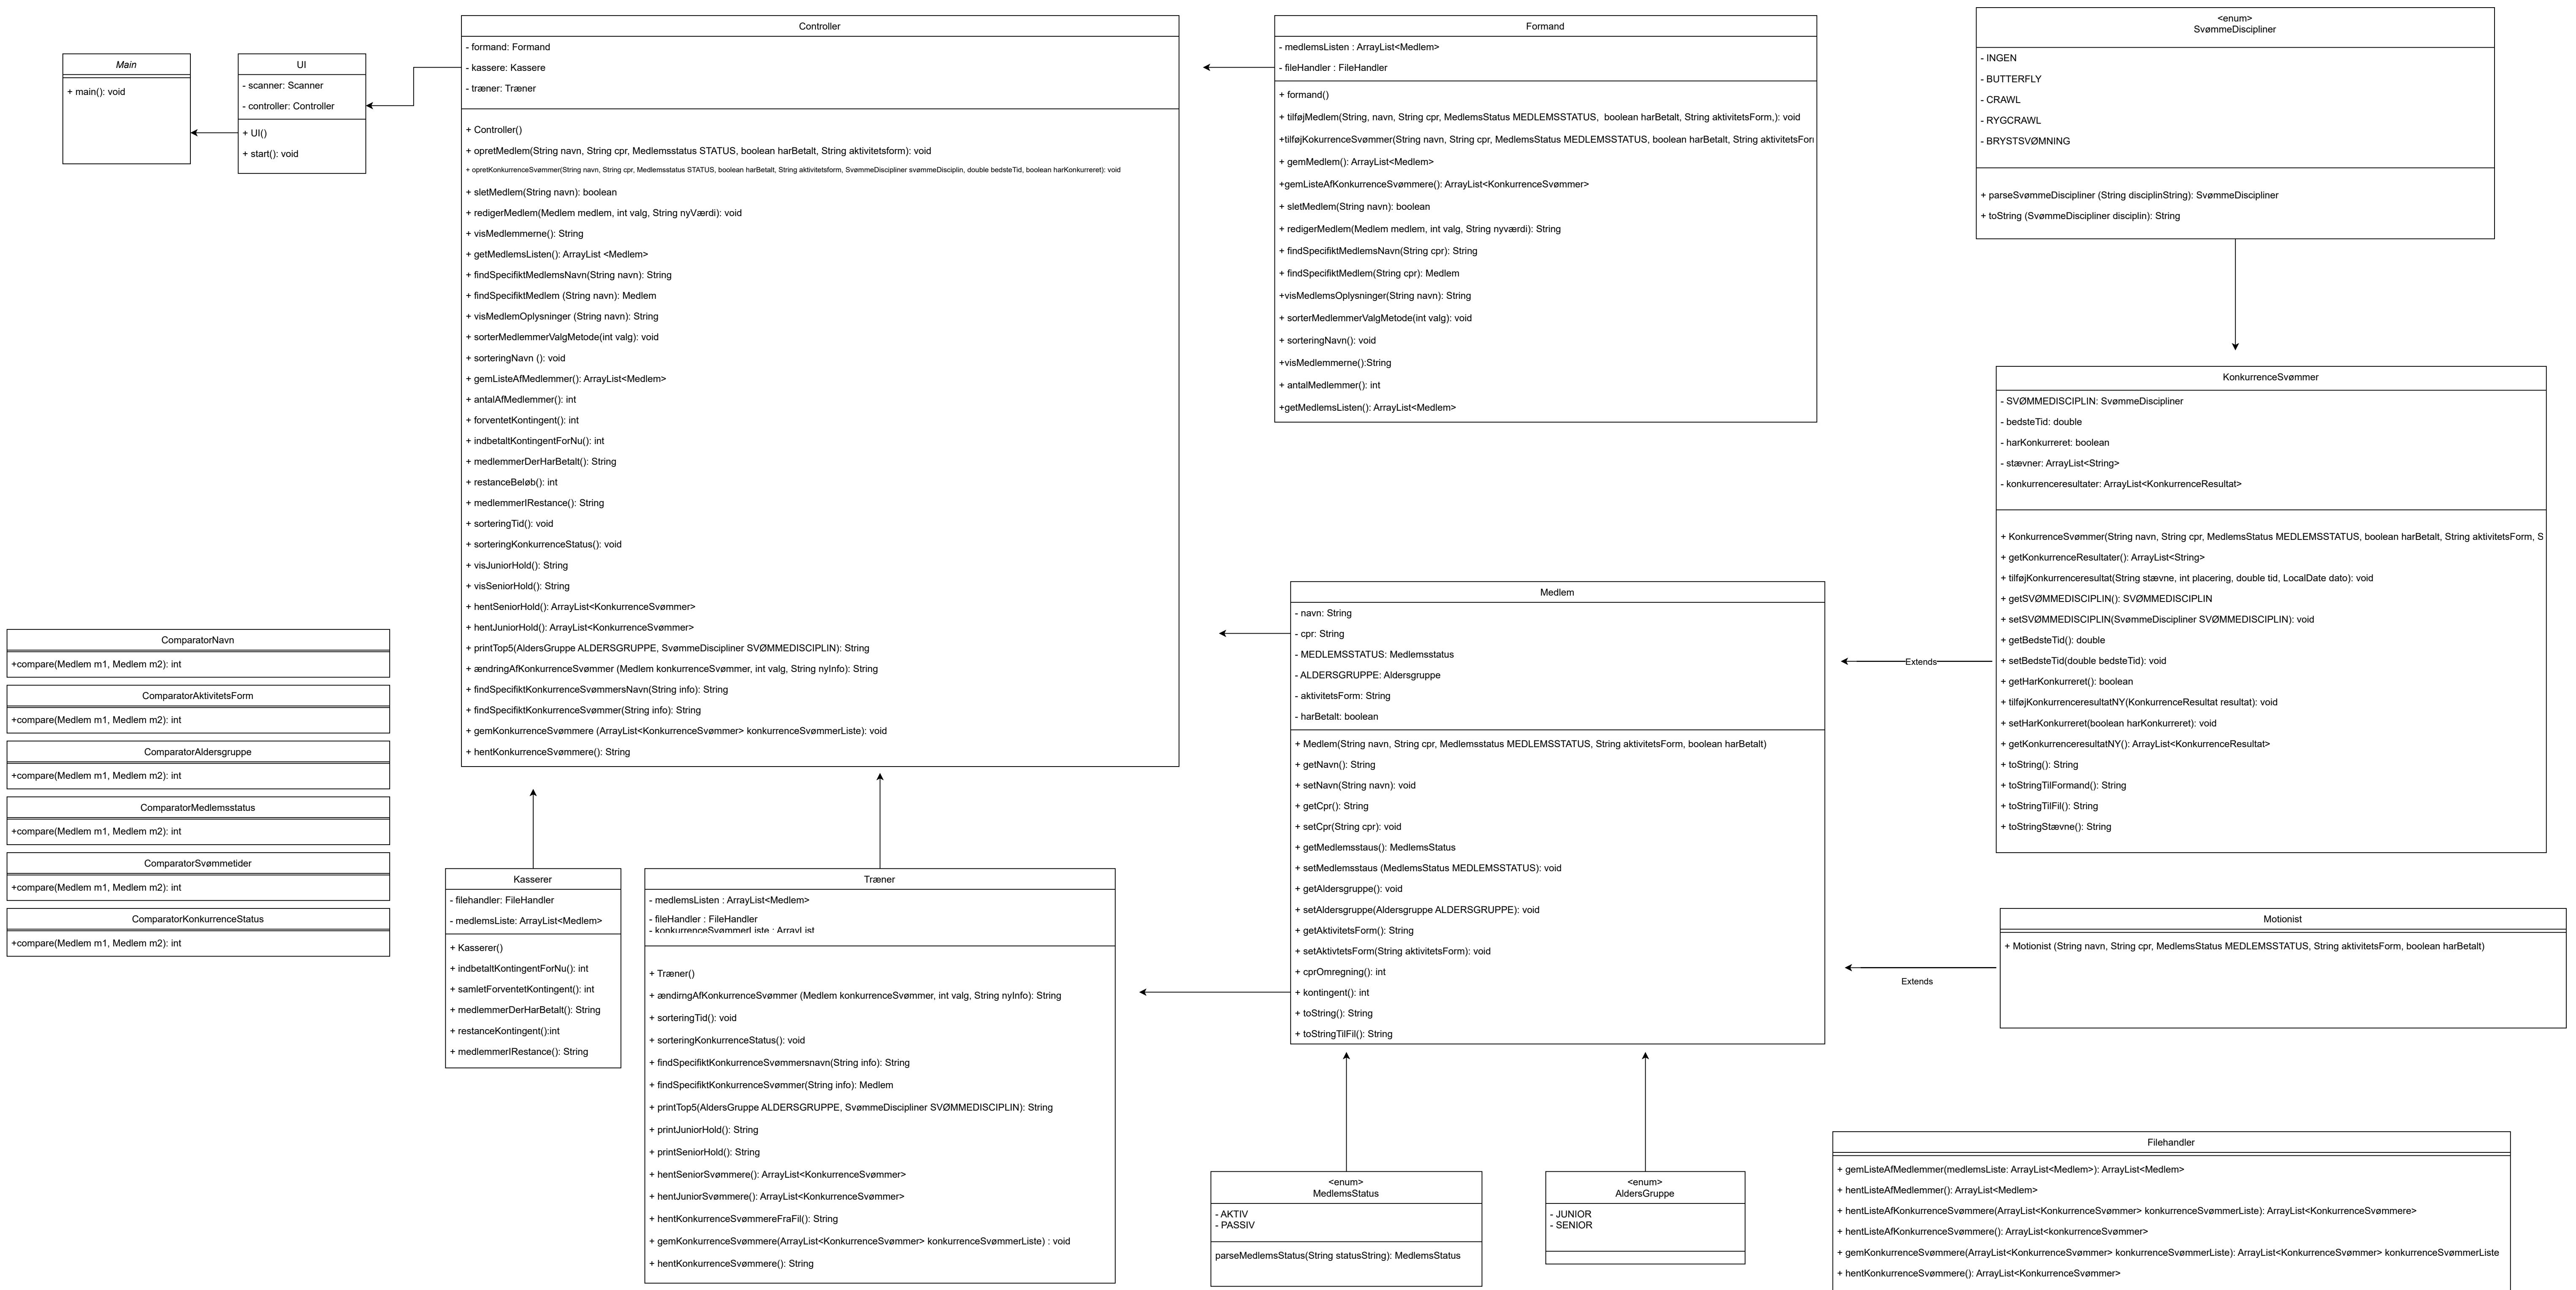 Main
+ main(): void
UI
- scanner: Scanner
- controller: Controller
+ UI()
+ start(): void
Controller
- formand: Formand
- kassere: Kassere
- træner: Træner
+ Controller()
+ opretMedlem(String navn, String cpr, Medlemsstatus STATUS, boolean harBetalt, String aktivitetsform): void
+ opretKonkurrenceSvømmer(String navn, String cpr, Medlemsstatus STATUS, boolean harBetalt, String aktivitetsform, SvømmeDiscipliner svømmeDisciplin, double bedsteTid, boolean harKonkurreret): void
+ sletMedlem(String navn): boolean
+ redigerMedlem(Medlem medlem, int valg, String nyVærdi): void
+ visMedlemmerne(): String
+ getMedlemsListen(): ArrayList <Medlem>
+ findSpecifiktMedlemsNavn(String navn): String
+ findSpecifiktMedlem (String navn): Medlem
+ visMedlemOplysninger (String navn): String
+ sorterMedlemmerValgMetode(int valg): void
+ sorteringNavn (): void
+ gemListeAfMedlemmer(): ArrayList<Medlem>
+ antalAfMedlemmer(): int
+ forventetKontingent(): int
+ indbetaltKontingentForNu(): int
+ medlemmerDerHarBetalt(): String
+ restanceBeløb(): int
+ medlemmerIRestance(): String
+ sorteringTid(): void
+ sorteringKonkurrenceStatus(): void
+ visJuniorHold(): String
+ visSeniorHold(): String
+ hentSeniorHold(): ArrayList<KonkurrenceSvømmer>
+ hentJuniorHold(): ArrayList<KonkurrenceSvømmer>
+ printTop5(AldersGruppe ALDERSGRUPPE, SvømmeDiscipliner SVØMMEDISCIPLIN): String
+ ændringAfKonkurrenceSvømmer (Medlem konkurrenceSvømmer, int valg, String nyInfo): String
+ findSpecifiktKonkurrenceSvømmersNavn(String info): String
+ findSpecifiktKonkurrenceSvømmer(String info): String
+ gemKonkurrenceSvømmere (ArrayList<KonkurrenceSvømmer> konkurrenceSvømmerListe): void
+ hentKonkurrenceSvømmere(): String
Formand
- medlemsListen : ArrayList<Medlem>
- fileHandler : FileHandler
+ formand()
+ tilføjMedlem(String, navn, String cpr, MedlemsStatus MEDLEMSSTATUS,  boolean harBetalt, String aktivitetsForm,): void
+tilføjKokurrenceSvømmer(String navn, String cpr, MedlemsStatus MEDLEMSSTATUS, boolean harBetalt, String aktivitetsForm
+ gemMedlem(): ArrayList<Medlem>
+gemListeAfKonkurrenceSvømmere(): ArrayList<KonkurrenceSvømmer>
+ sletMedlem(String navn): boolean
+ redigerMedlem(Medlem medlem, int valg, String nyværdi): String
+ findSpecifiktMedlemsNavn(String cpr): String
+ findSpecifiktMedlem(String cpr): Medlem
+visMedlemsOplysninger(String navn): String
+ sorterMedlemmerValgMetode(int valg): void
+ sorteringNavn(): void
+visMedlemmerne():String
+ antalMedlemmer(): int
+getMedlemsListen(): ArrayList<Medlem>
<enum>
SvømmeDiscipliner
- INGEN
- BUTTERFLY
- CRAWL
- RYGCRAWL
- BRYSTSVØMNING
+ parseSvømmeDiscipliner (String disciplinString): SvømmeDiscipliner
+ toString (SvømmeDiscipliner disciplin): String
KonkurrenceSvømmer
- SVØMMEDISCIPLIN: SvømmeDiscipliner
- bedsteTid: double
- harKonkurreret: boolean
- stævner: ArrayList<String>
- konkurrenceresultater: ArrayList<KonkurrenceResultat>
+ KonkurrenceSvømmer(String navn, String cpr, MedlemsStatus MEDLEMSSTATUS, boolean harBetalt, String aktivitetsForm, S
+ getKonkurrenceResultater(): ArrayList<String>
+ tilføjKonkurrenceresultat(String stævne, int placering, double tid, LocalDate dato): void
+ getSVØMMEDISCIPLIN(): SVØMMEDISCIPLIN
+ setSVØMMEDISCIPLIN(SvømmeDiscipliner SVØMMEDISCIPLIN): void
+ getBedsteTid(): double
+ setBedsteTid(double bedsteTid): void
+ getHarKonkurreret(): boolean
+ tilføjKonkurrenceresultatNY(KonkurrenceResultat resultat): void
+ setHarKonkurreret(boolean harKonkurreret): void
+ getKonkurrenceresultatNY(): ArrayList<KonkurrenceResultat>
+ toString(): String
+ toStringTilFormand(): String
+ toStringTilFil(): String
+ toStringStævne(): String
Extends
Medlem
- navn: String
- cpr: String
- MEDLEMSSTATUS: Medlemsstatus
- ALDERSGRUPPE: Aldersgruppe
- aktivitetsForm: String
- harBetalt: boolean
+ Medlem(String navn, String cpr, Medlemsstatus MEDLEMSSTATUS, String aktivitetsForm, boolean harBetalt)
+ getNavn(): String
+ setNavn(String navn): void
+ getCpr(): String
+ setCpr(String cpr): void
+ getMedlemsstaus(): MedlemsStatus
+ setMedlemsstaus (MedlemsStatus MEDLEMSSTATUS): void
+ getAldersgruppe(): void
+ setAldersgruppe(Aldersgruppe ALDERSGRUPPE): void
+ getAktivitetsForm(): String
+ setAktivtetsForm(String aktivitetsForm): void
+ cprOmregning(): int
+ kontingent(): int
+ toString(): String
+ toStringTilFil(): String
ComparatorNavn
+compare(Medlem m1, Medlem m2): int
ComparatorAktivitetsForm
+compare(Medlem m1, Medlem m2): int
ComparatorAldersgruppe
+compare(Medlem m1, Medlem m2): int
ComparatorMedlemsstatus
+compare(Medlem m1, Medlem m2): int
ComparatorSvømmetider
+compare(Medlem m1, Medlem m2): int
ComparatorKonkurrenceStatus
+compare(Medlem m1, Medlem m2): int
Kasserer
- filehandler: FileHandler
- medlemsListe: ArrayList<Medlem>
+ Kasserer()
+ indbetaltKontingentForNu(): int
+ samletForventetKontingent(): int
+ medlemmerDerHarBetalt(): String
+ restanceKontingent():int
+ medlemmerIRestance(): String
Træner
- medlemsListen : ArrayList<Medlem>
- fileHandler : FileHandler
- konkurrenceSvømmerListe : ArrayList
+ Træner()
+ ændirngAfKonkurrenceSvømmer (Medlem konkurrenceSvømmer, int valg, String nyInfo): String
+ sorteringTid(): void
+ sorteringKonkurrenceStatus(): void
+ findSpecifiktKonkurrenceSvømmersnavn(String info): String
+ findSpecifiktKonkurrenceSvømmer(String info): Medlem
+ printTop5(AldersGruppe ALDERSGRUPPE, SvømmeDiscipliner SVØMMEDISCIPLIN): String
+ printJuniorHold(): String
+ printSeniorHold(): String
+ hentSeniorSvømmere(): ArrayList<KonkurrenceSvømmer>
+ hentJuniorSvømmere(): ArrayList<KonkurrenceSvømmer>
+ hentKonkurrenceSvømmereFraFil(): String
+ gemKonkurrenceSvømmere(ArrayList<KonkurrenceSvømmer> konkurrenceSvømmerListe) : void
+ hentKonkurrenceSvømmere(): String
Motionist
+ Motionist (String navn, String cpr, MedlemsStatus MEDLEMSSTATUS, String aktivitetsForm, boolean harBetalt)
Extends
<enum>
MedlemsStatus
- AKTIV
- PASSIV
parseMedlemsStatus(String statusString): MedlemsStatus
<enum>
AldersGruppe
- JUNIOR
- SENIOR
Filehandler
+ gemListeAfMedlemmer(medlemsListe: ArrayList<Medlem>): ArrayList<Medlem>
+ hentListeAfMedlemmer(): ArrayList<Medlem>
+ hentListeAfKonkurrenceSvømmere(ArrayList<KonkurrenceSvømmer> konkurrenceSvømmerListe): ArrayList<KonkurrenceSvømmere>
+ hentListeAfKonkurrenceSvømmere(): ArrayList<konkurrenceSvømmer>
+ gemKonkurrenceSvømmere(ArrayList<KonkurrenceSvømmer> konkurrenceSvømmerListe): ArrayList<KonkurrenceSvømmer> konkurrenceSvømmerListe
+ hentKonkurrenceSvømmere(): ArrayList<KonkurrenceSvømmer>